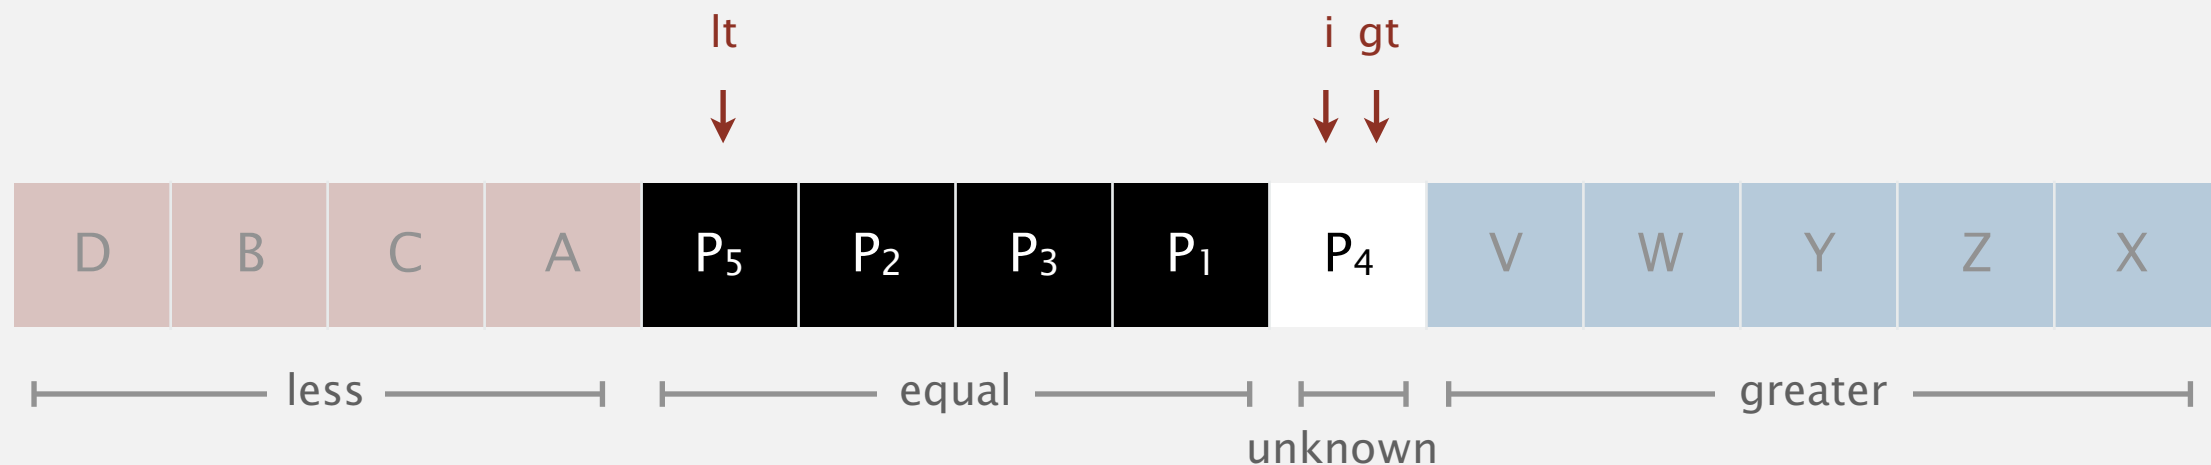 lt i gt
D B C A P₅ P₂ P₃ P₁ P₄ V W Y Z X
less equal greater
unknown